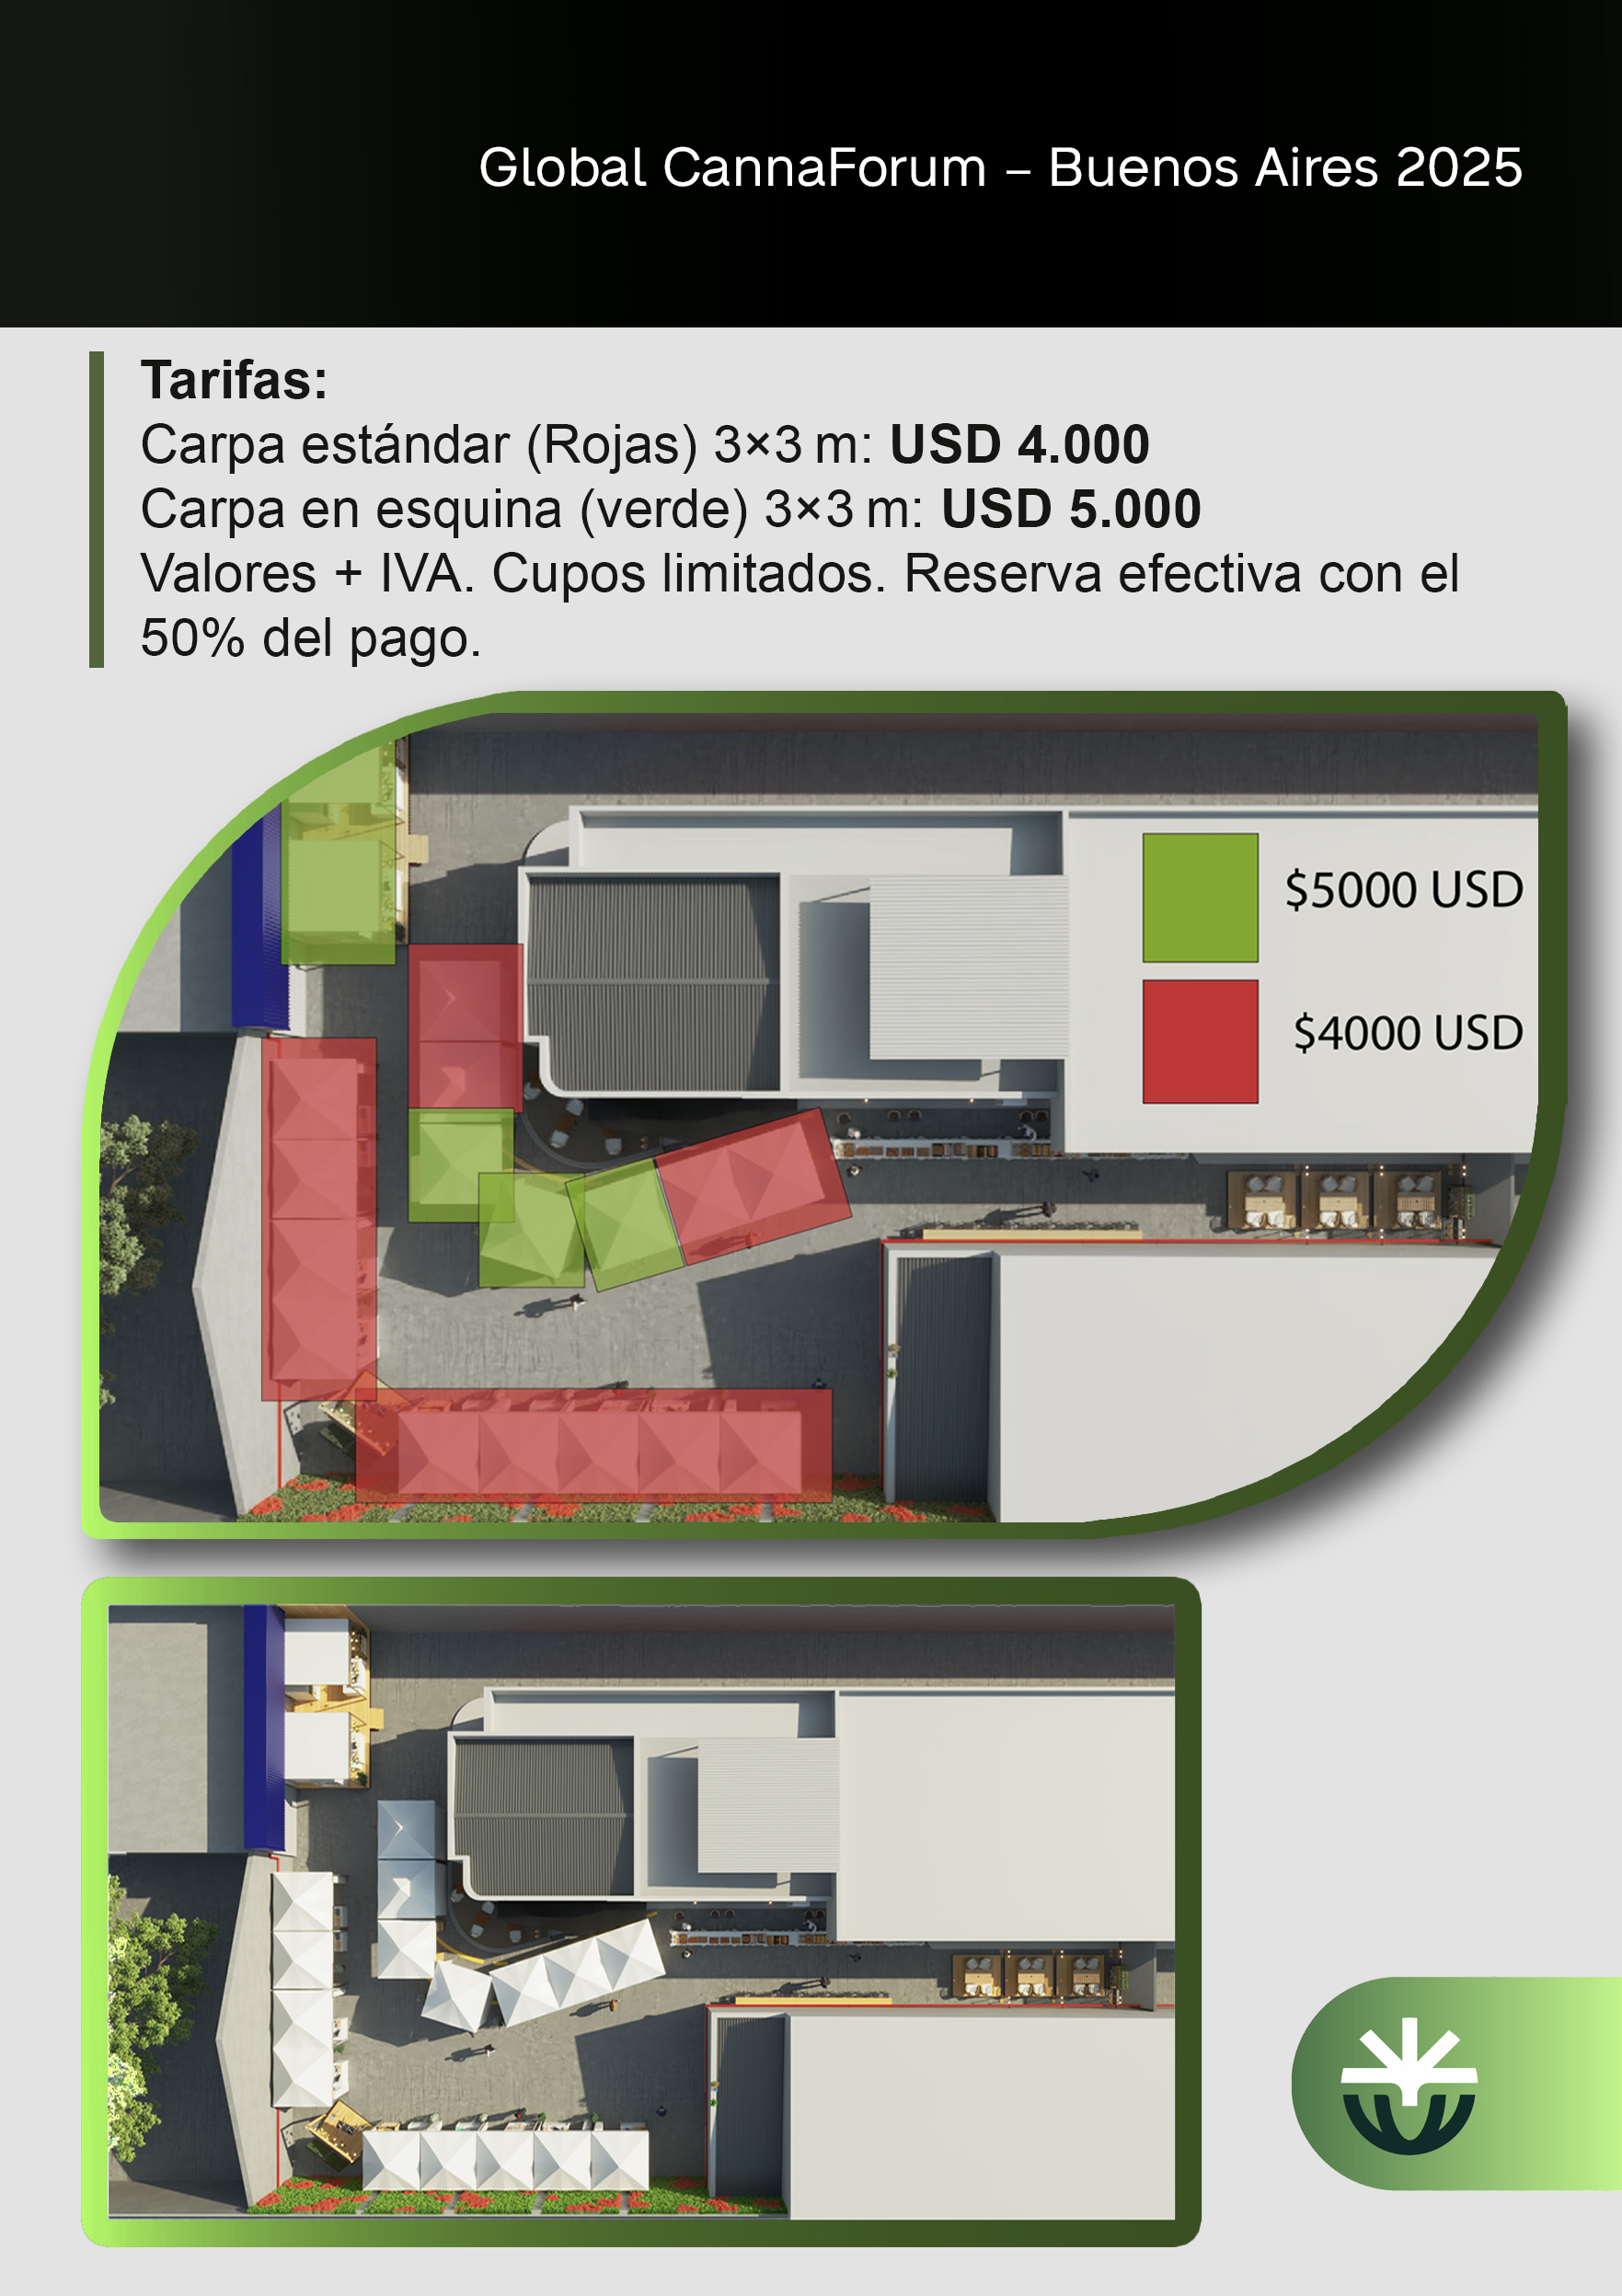 Global CannaForum – Buenos Aires 2025
Tarifas:
Carpa estándar (Rojas) 3×3 m: USD 4.000
Carpa en esquina (verde) 3×3 m: USD 5.000
Valores + IVA. Cupos limitados. Reserva efectiva con el
50% del pago.
$5000 USD
$4000 USD